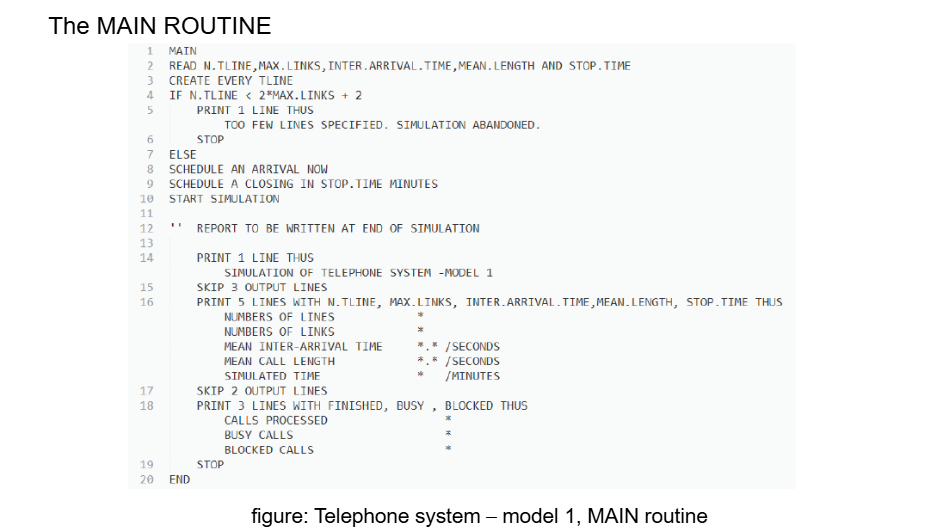 The MAIN ROUTINE
1 MAIN
2 READ N.TLINE,MAX.LINKS,INTER.ARRIVAL.TIME,MEAN.LENGTH AND STOP.TIME
3 CREATE EVERY TLINE
4 IF N.TLINE < 2*MAX.LINKS + 2
5 PRINT 1 LINE THUS
TOO FEW LINES SPECIFIED. SIMULATION ABANDONED.
6 STOP
7 ELSE
8 SCHEDULE AN ARRIVAL NOW
9 SCHEDULE A CLOSING IN STOP.TIME MINUTES
10 START SIMULATION
11
12 '' REPORT TO BE WRITTEN AT END OF SIMULATION
13
14 PRINT 1 LINE THUS
SIMULATION OF TELEPHONE SYSTEM -MODEL 1
15 SKIP 3 OUTPUT LINES
16 PRINT 5 LINES WITH N.TLINE, MAX.LINKS, INTER.ARRIVAL.TIME,MEAN.LENGTH, STOP.TIME THUS
NUMBERS OF LINES *
NUMBERS OF LINKS *
MEAN INTER-ARRIVAL TIME *.* /SECONDS
MEAN CALL LENGTH *.* /SECONDS
SIMULATED TIME * /MINUTES
17 SKIP 2 OUTPUT LINES
18 PRINT 3 LINES WITH FINISHED, BUSY , BLOCKED THUS
CALLS PROCESSED *
BUSY CALLS *
BLOCKED CALLS *
19 STOP
20 END
figure: Telephone system – model 1, MAIN routine